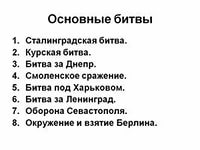 Основные битвы
1. Сталинградская битва.
2. Курская битва.
3. Битва за Днепр.
4. Смоленское сражение.
5. Битва под Харьковом.
6. Битва за Ленинград.
7. Оборона Севастополя.
8. Окружение и взятие Берлина.